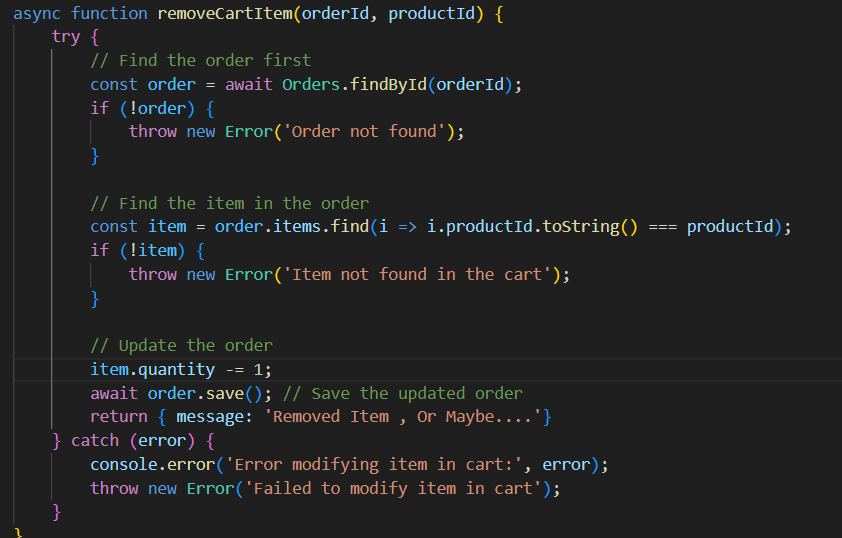 async function removeCartItem(orderId, productId) {
try {
// Find the order first
const order = await Orders.findById(orderId);
if (!order) {
throw new Error('Order not found');
}
// Find the item in the order
const item = order.items.find(i => i.productId.toString() === productId);
if (!item) {
throw new Error('Item not found in the cart');
}
// Update the order
item.quantity -= 1;
await order.save(); // Save the updated order
return { message: 'Removed Item , Or Maybe....'}
} catch (error) {
console.error('Error modifying item in cart:', error);
throw new Error('Failed to modify item in cart');
}
}